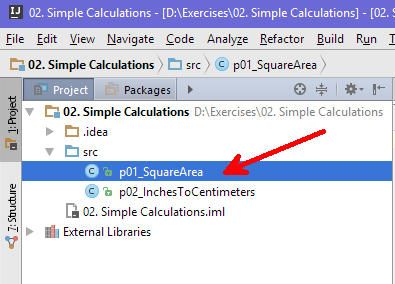 02. Simple Calculations - [D:\Exercises\02. Simple Calculations] - [02.
File Edit View Navigate Code Analyze Refactor Build Run
02. Simple Calculations src p01_SquareArea
1: Project
7: Structure
Project Packages
02. Simple Calculations D:\Exercises\02. Simple Calculations
.idea
src
p01_SquareArea
p02_InchesToCentimeters
02. Simple Calculations.iml
External Libraries